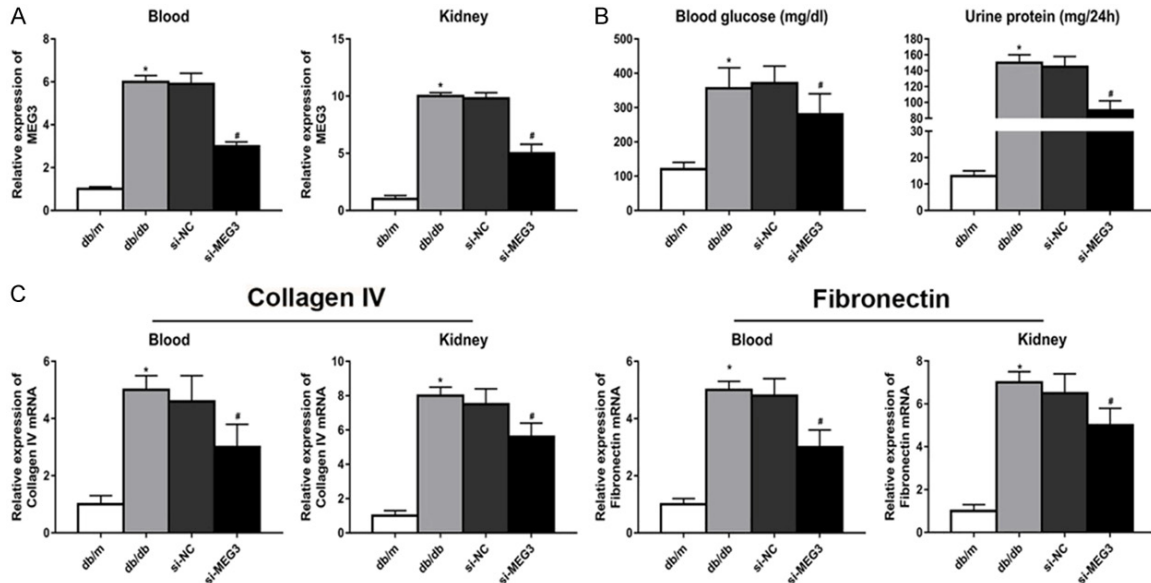 A
Blood
Relative expression of
MEG3
8
6
4
2
0
*
#
db/m
db/db
si-NC
si-MEG3
Kidney
Relative expression of
MEG3
15
10
5
0
*
#
db/m
db/db
si-NC
si-MEG3
B
Blood glucose (mg/dl)
500
400
300
200
100
0
*
#
db/m
db/db
si-NC
si-MEG3
Urine protein (mg/24h)
180
160
140
120
100
80
30
20
10
0
*
#
db/m
db/db
si-NC
si-MEG3
C
Collagen IV
Blood
Relative expression of
Collagen IV mRNA
6
4
2
0
*
#
db/m
db/db
si-NC
si-MEG3
Kidney
Relative expression of
Collagen IV mRNA
10
8
6
4
2
0
*
#
db/m
db/db
si-NC
si-MEG3
Fibronectin
Blood
Relative expression of
Fibronectin mRNA
6
4
2
0
*
#
db/m
db/db
si-NC
si-MEG3
Kidney
Relative expression of
Fibronectin mRNA
8
6
4
2
0
*
#
db/m
db/db
si-NC
si-MEG3